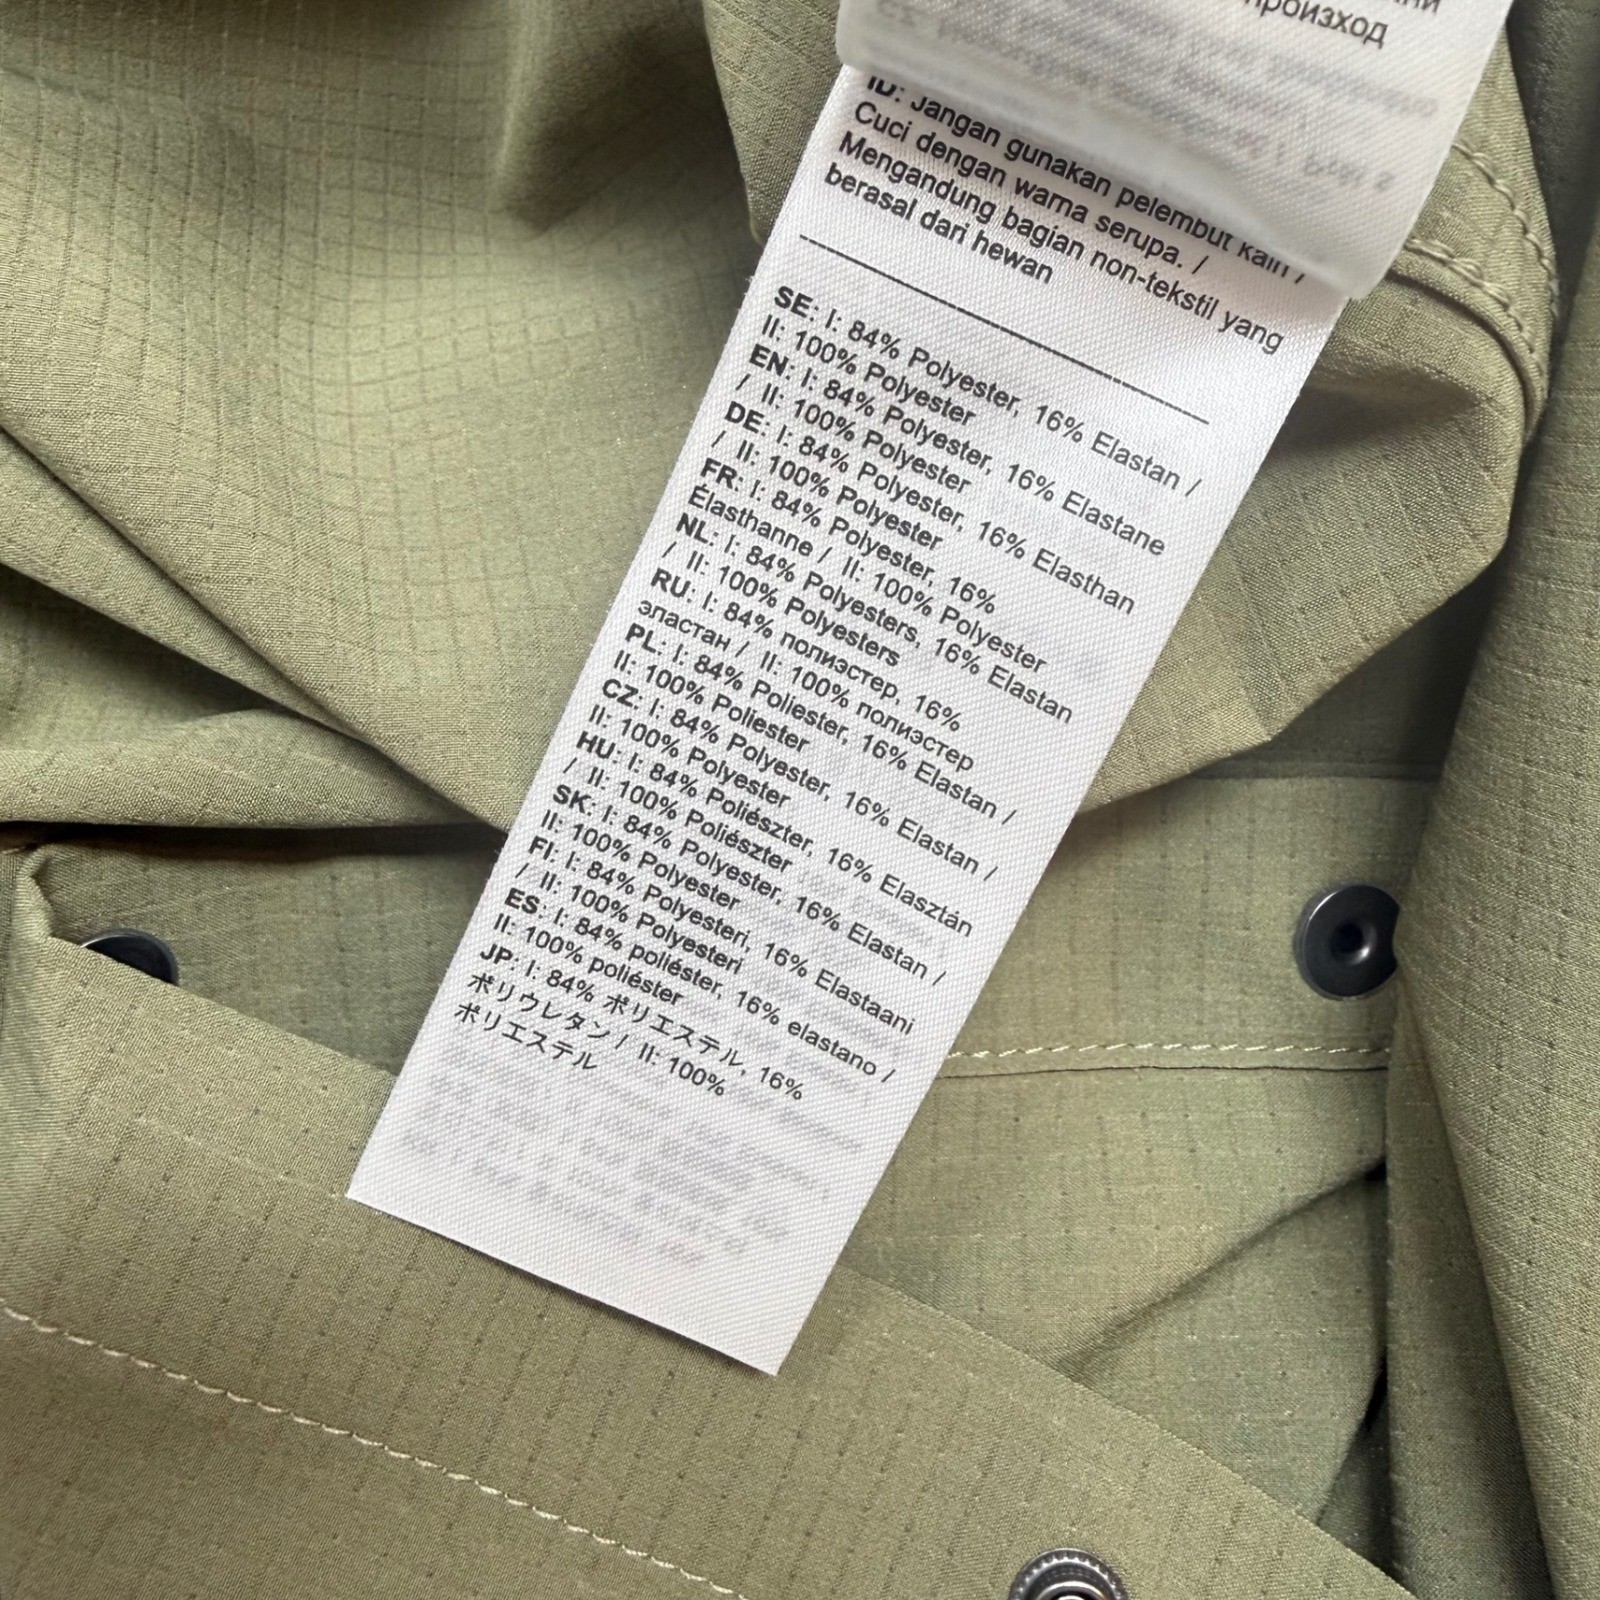 произход
ID: Jangan gunakan pelembut kain /
Cuci dengan warna serupa. /
Mengandung bagian non-tekstil yang
berasal dari hewan
SE: I: 84% Polyester, 16% Elastan /
II: 100% Polyester
EN: I: 84% Polyester, 16% Elastane
/ II: 100% Polyester
DE: I: 84% Polyester, 16% Elasthan
/ II: 100% Polyester
FR: I: 84% Polyester, 16%
Élasthanne / II: 100% Polyester
NL: I: 84% Polyesters, 16% Elastan
/ II: 100% Polyesters
RU: I: 84% полиэстер, 16%
эластан / II: 100% полиэстер
PL: I: 84% Poliester, 16% Elastan /
II: 100% Poliester
CZ: I: 84% Polyester, 16% Elastan /
II: 100% Polyester
HU: I: 84% Poliészter, 16% Elasztán
/ II: 100% Poliészter
SK: I: 84% Polyester, 16% Elastan /
II: 100% Polyester
FI: I: 84% Polyesteri, 16% Elastaani
/ II: 100% Polyesteri
ES: I: 84% poliéster, 16% elastano /
II: 100% poliéster
JP: I: 84% ポリエステル, 16%
ポリウレタン / II: 100%
ポリエステル